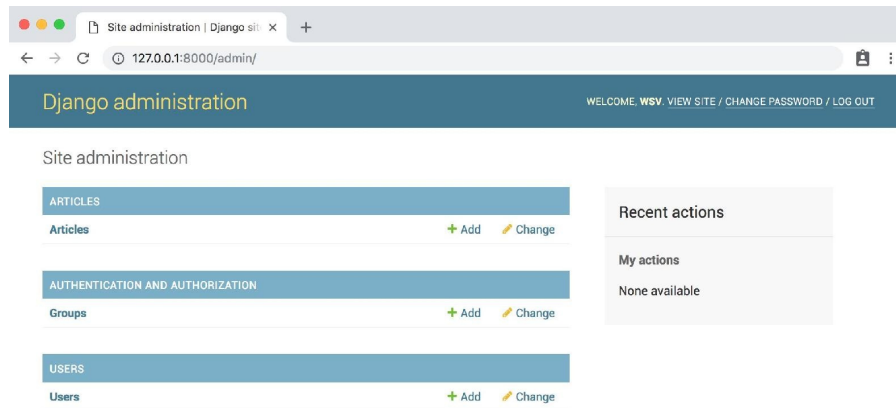 Site administration | Django sit
127.0.0.1:8000/admin/
Django administration
WELCOME, WSV. VIEW SITE / CHANGE PASSWORD / LOG OUT
Site administration
ARTICLES
Articles + Add Change
AUTHENTICATION AND AUTHORIZATION
Groups + Add Change
USERS
Users + Add Change
Recent actions
My actions
None available